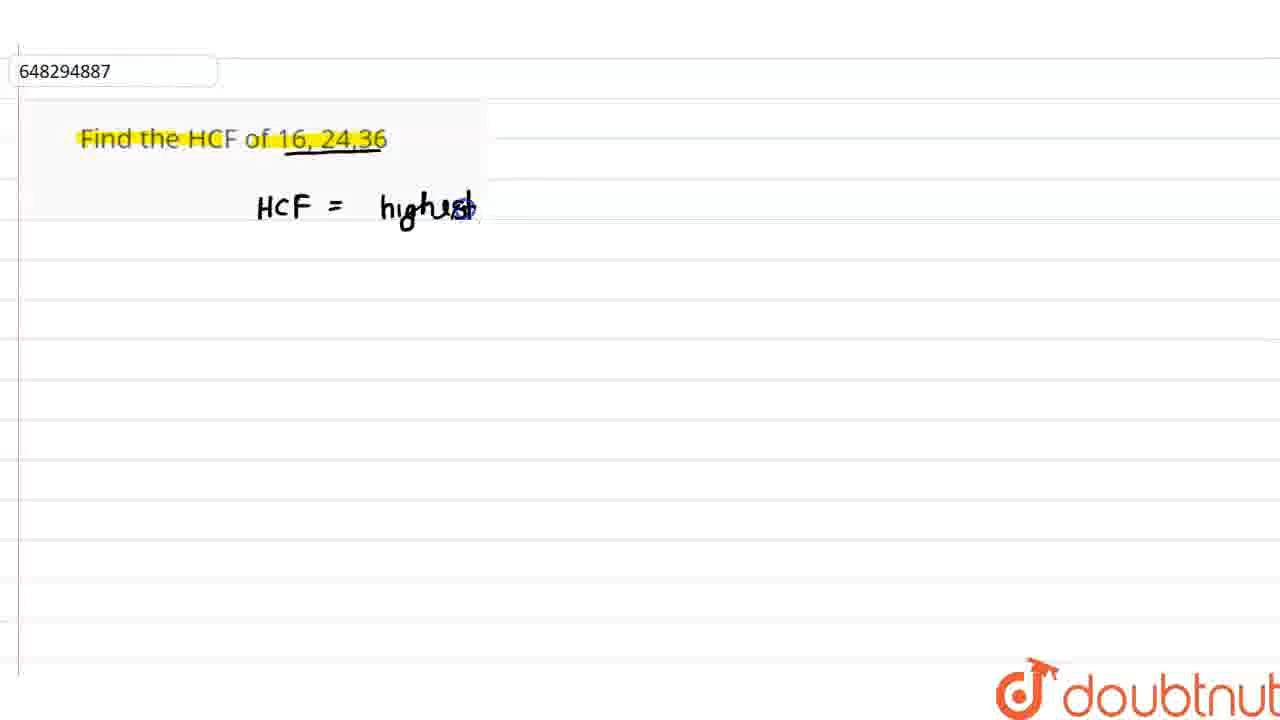 648294887
Find the HCF of 16, 24,36
HCF = highest
doubtnut